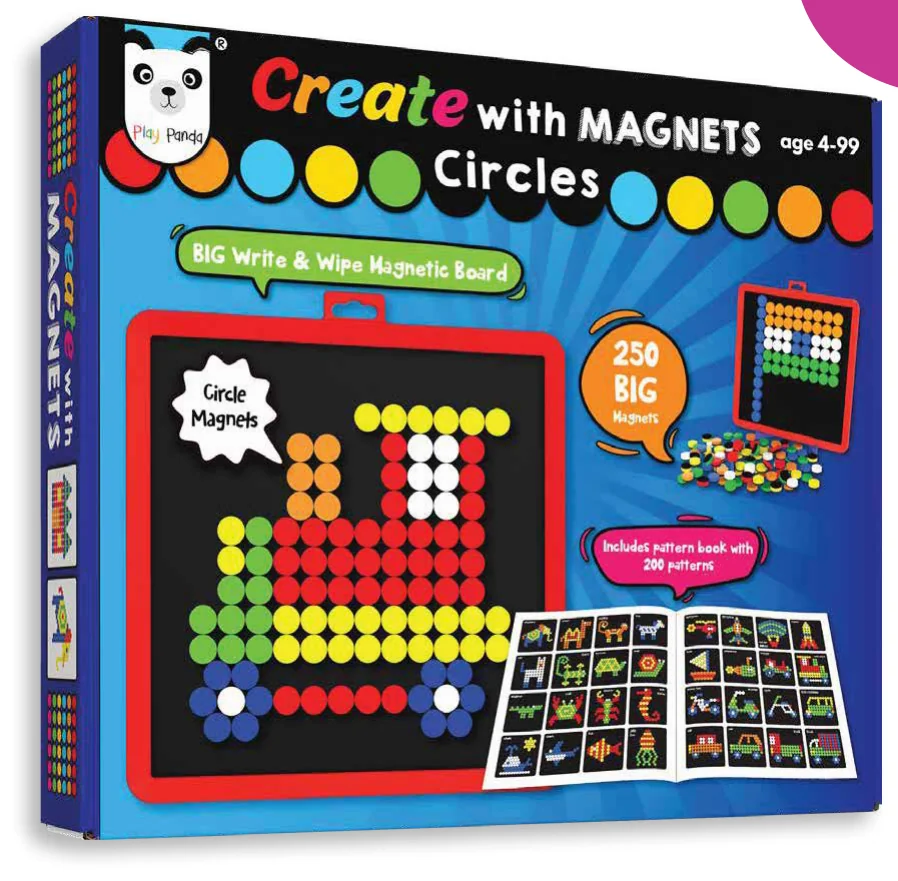 ®
Play Panda
Create with MAGNETS
age 4-99
Circles
BIG Write & Wipe Magnetic Board
Circle
Magnets
250
BIG
Magnets
Includes pattern book with
200 patterns
Create with
MAGNETS